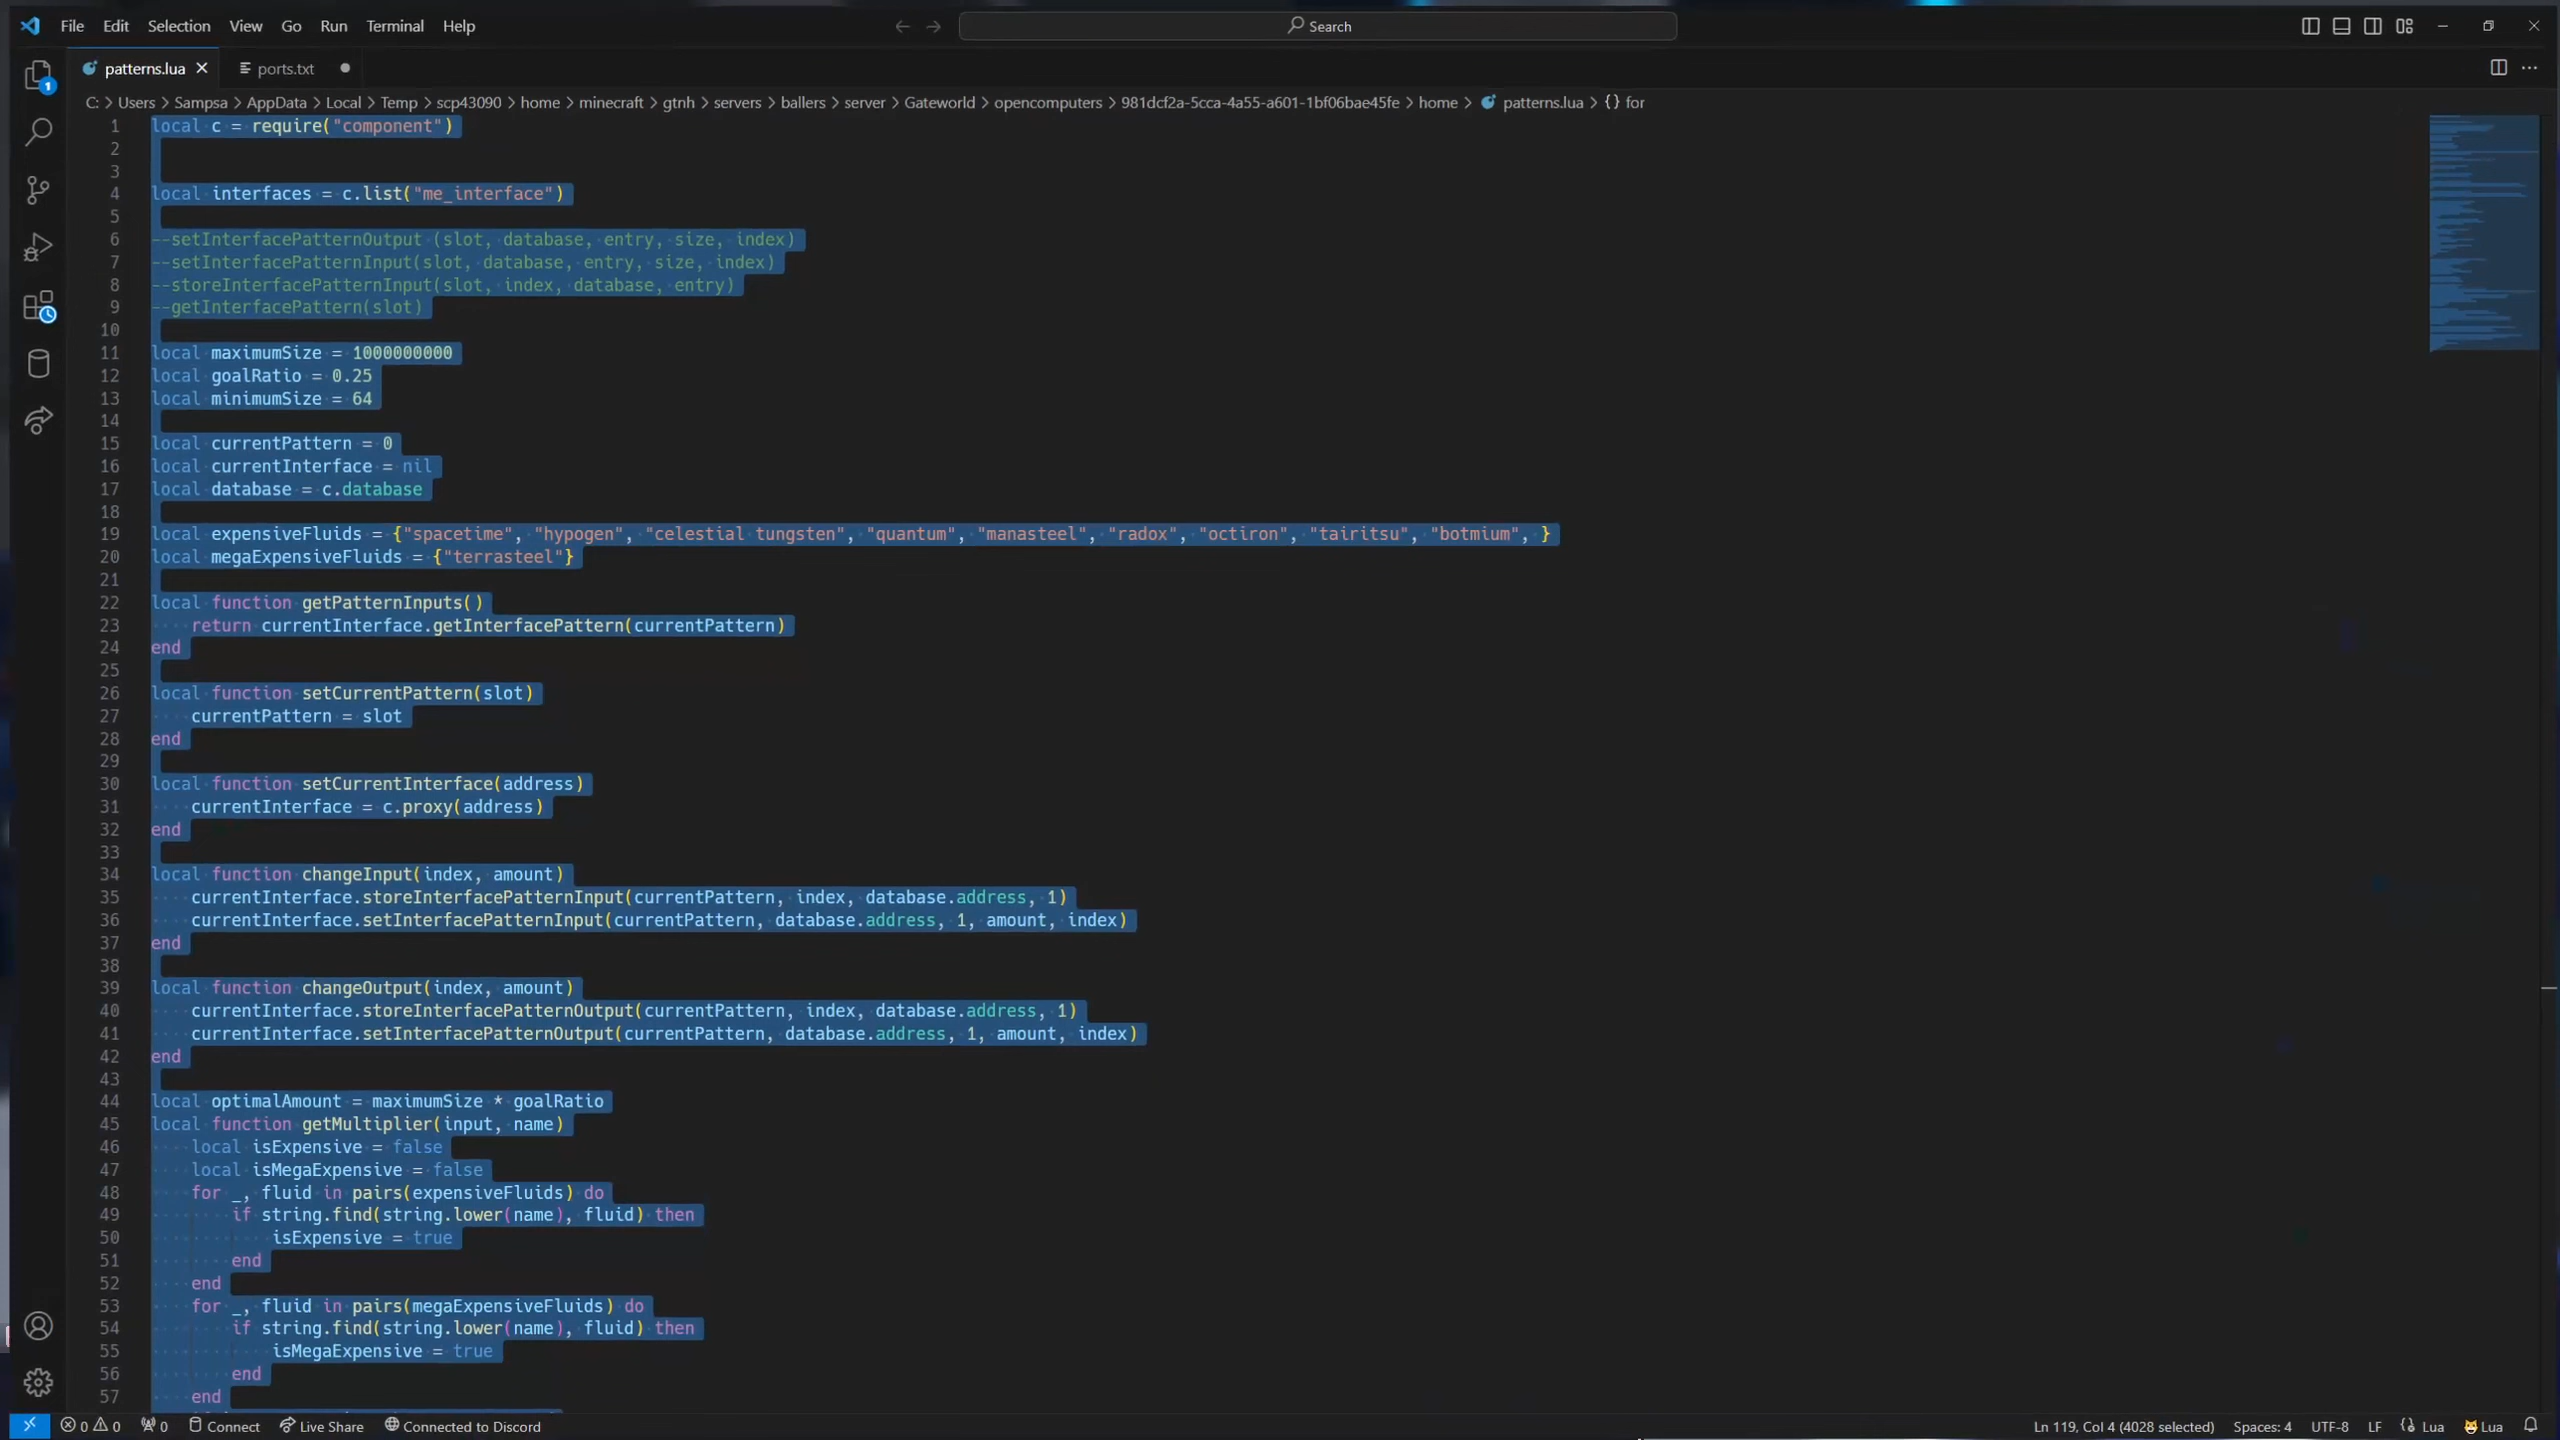 File Edit Selection View Go Run Terminal Help
Search
patterns.lua
ports.txt
C: > Users > Sampsa > AppData > Local > Temp > scp43090 > home > minecraft > gtnh > servers > ballers > server > Gateworld > opencomputers > 981dcf2a-5cca-4a55-a601-1bf06bae45fe > home > patterns.lua > {} for
1 local c = require("component")
2
3
4 local interfaces = c.list("me_interface")
5
6 --setInterfacePatternOutput (slot, database, entry, size, index)
7 --setInterfacePatternInput(slot, database, entry, size, index)
8 --storeInterfacePatternInput(slot, index, database, entry)
9 --getInterfacePattern(slot)
10
11 local maximumSize = 1000000000
12 local goalRatio = 0.25
13 local minimumSize = 64
14
15 local currentPattern = 0
16 local currentInterface = nil
17 local database = c.database
18
19 local expensiveFluids = {"spacetime", "hypogen", "celestial tungsten", "quantum", "manasteel", "radox", "octiron", "tairitsu", "botmium", }
20 local megaExpensiveFluids = {"terrasteel"}
21
22 local function getPatternInputs()
23 return currentInterface.getInterfacePattern(currentPattern)
24 end
25
26 local function setCurrentPattern(slot)
27 currentPattern = slot
28 end
29
30 local function setCurrentInterface(address)
31 currentInterface = c.proxy(address)
32 end
33
34 local function changeInput(index, amount)
35 currentInterface.storeInterfacePatternInput(currentPattern, index, database.address, 1)
36 currentInterface.setInterfacePatternInput(currentPattern, database.address, 1, amount, index)
37 end
38
39 local function changeOutput(index, amount)
40 currentInterface.storeInterfacePatternOutput(currentPattern, index, database.address, 1)
41 currentInterface.setInterfacePatternOutput(currentPattern, database.address, 1, amount, index)
42 end
43
44 local optimalAmount = maximumSize * goalRatio
45 local function getMultiplier(input, name)
46 local isExpensive = false
47 local isMegaExpensive = false
48 for _, fluid in pairs(expensiveFluids) do
49 if string.find(string.lower(name), fluid) then
50 isExpensive = true
51 end
52 end
53 for _, fluid in pairs(megaExpensiveFluids) do
54 if string.find(string.lower(name), fluid) then
55 isMegaExpensive = true
56 end
57 end
0 0 0 Connect Live Share Connected to Discord Ln 119, Col 4 (4028 selected) Spaces: 4 UTF-8 LF Lua Lua